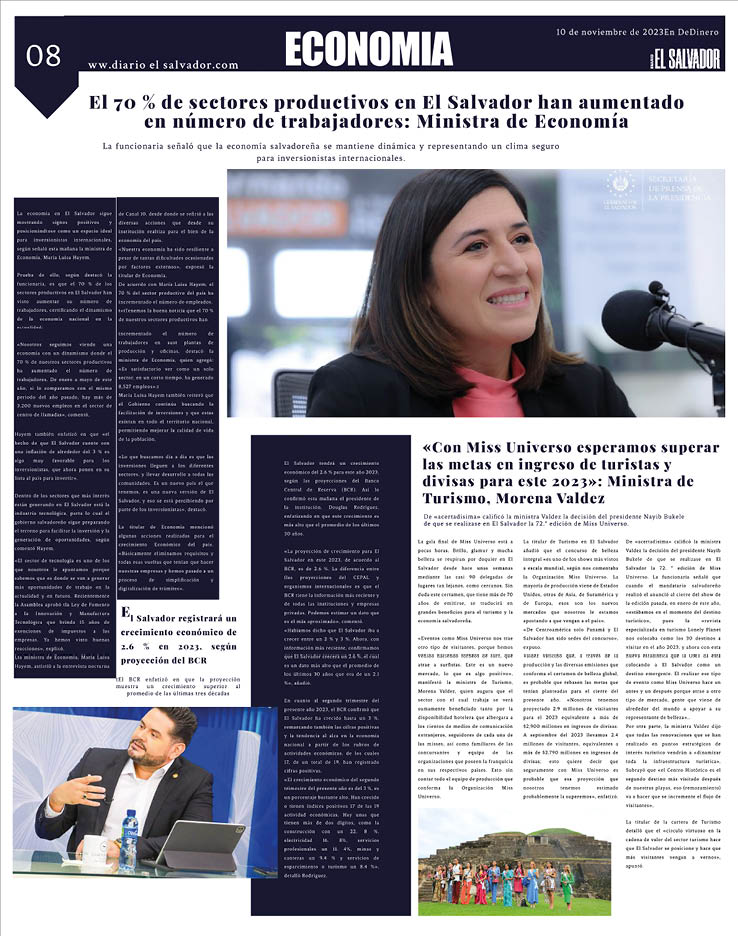 08
ww.diario el salvador.com
ECONOMIA
10 de noviembre de 2023En DeDinero
DIARIO EL SALVADOR
El 70 % de sectores productivos en El Salvador han aumentado
en número de trabajadores: Ministra de Economía
La funcionaria señaló que la economía salvadoreña se mantiene dinámica y representando un clima seguro
para inversionistas internacionales.
La economía en El Salvador sigue
mostrando signos positivos y
posicionándose como un espacio ideal
para inversionistas internacionales,
según señaló esta mañana la ministra de
Economía, María Luisa Hayem.
Prueba de ello, según destacó la
funcionaria, es que el 70 % de los
sectores productivos en El Salvador han
visto aumentar su número de
trabajadores, certificando el dinamismo
de la economía nacional en la
actualidad.
«Nosotros seguimos viendo una
economía con un dinamismo donde el
70 % de nuestros sectores productivos
ha aumentado el número de
trabajadores. De enero a mayo de este
año, si lo comparamos con el mismo
período del año pasado, hay más de
3,200 nuevos empleos en el sector de
centro de llamadas», comentó.
Hayem también enfatizó en que «el
hecho de que El Salvador cuente con
una inflación de alrededor del 3 % es
algo muy favorable para los
inversionistas, que ahora ponen en su
lista al país para invertir».
Dentro de los sectores que más interés
están generando en El Salvador está la
industria tecnológica, parta lo cual el
gobierno salvadoreño sigue preparando
el terreno para facilitar la inversión y la
generación de oportunidades, según
comentó Hayem.
«El sector de tecnología es uno de los
que nosotros le apuntamos porque
sabemos que es donde se van a generar
más oportunidades de trabajo en la
actualidad y en futuro. Recientemente
la Asamblea aprobó la Ley de Fomento
a la Innovación y Manufactura
Tecnológica que brinda 15 años de
exenciones de impuestos a las
empresas. Ya hemos visto buenas
reacciones», explicó.
La ministra de Economía, María Luisa
Hayem, asistió a la entrevista nocturna
de Canal 10, desde donde se refirió a las
diversas acciones que desde su
institución realiza para el bien de la
economía del país.
«Nuestra economía ha sido resiliente a
pesar de tantas dificultades ocasionadas
por factores externos», expresó la
titular de Economía.
De acuerdo con María Luisa Hayem, el
70 % del sector productivo del país ha
incrementado el número de empleados.
«Tenemos la buena noticia que el 70 %
de nuestros sectores productivos han
incrementado el número de
trabajadores en sust plantas de
producción y oficinas, destacó la
ministra de Economía, quien agregó:
«Es satisfactorio ver como un solo
sector, en un corto tiempo, ha generado
8,527 empleos».
María Luisa Hayem también reiteró que
el Gobierno continúa buscando la
facilitación de inversiones y que estas
existan en todo el territorio nacional,
permitiendo mejorar la calidad de vida
de la población.
«Lo que buscamos día a día es que las
inversiones lleguen a los diferentes
sectores, y llevar desarrollo a todas las
comunidades. Es un nuevo país el que
tenemos, es una nueva versión de El
Salvador, y eso se está percibiendo por
parte de los inversionistas», destacó.
La titular de Economía mencionó
algunas acciones realizadas para el
crecimiento Económico del país.
«Básicamente eliminamos requisitos y
todas esas vueltas que tenían que hacer
nuestras empresas y hemos pasado a un
proceso de simplificación y
digitalización de trámites».
SECRETARÍA
DE PRENSA DE
LA PRESIDENCIA
GOBIERNO DE
EL SALVADOR
El Salvador registrará un
crecimiento económico de
2.6 % en 2023, según
proyección del BCR
El BCR enfatizó en que la proyección
muestra un crecimiento superior al
promedio de las últimas tres décadas
El Salvador tendrá un crecimiento
económico del 2.6 % para este año 2023,
según las proyecciones del Banco
Central de Reserva (BCR). Así lo
confirmó esta mañana el presidente de
la institución, Douglas Rodríguez,
enfatizando en que este crecimiento es
más alto que el promedio de los últimos
30 años.
«La proyección de crecimiento para El
Salvador en este 2023, de acuerdo al
BCR, es de 2.6 %. La diferencia entre
llas proyecciones del CEPAL y
organismos internacionales es que el
BCR tiene la información más reciente y
de todas las instituciones y empresas
privadas. Podemos estimar un dato que
es el más aproximado», comentó.
«Habíamos dicho que El Salvador iba a
crecer entre un 2 % y 3 %. Ahora, con
información más reciente, confirmamos
que El Salvador crecerá un 2.6 %, el cual
es un dato más alto que el promedio de
los últimos 30 años que era de un 2.1
%», añadió.
En cuanto al segundo trimestre del
presente año 2023, el BCR confirmó que
El Salvador ha crecido hasta un 3 %,
remarcando también las cifras positivas
y la tendencia al alza en la economía
nacional a partir de los rubros de
actividades económicas, de los cuales
17, de un total de 19, han registrado
cifras positivas.
«El crecimiento económico del segundo
trimestre del presente año es del 3 %, es
un porcentaje bastante alto. Han crecido
o tienen índices positivos 17 de las 19
actividad económicas. Hay unas que
tienen más de dos dígitos, como la
construcción con un 22. 8 %,
electricidad 16. 8%, servicios
profesionales un 16. 4%, minas y
canteras un 9.4 % y servicios de
esparcimiento o turismo un 8.4 %»,
detalló Rodríguez.
«Con Miss Universo esperamos superar
las metas en ingreso de turistas y
divisas para este 2023»: Ministra de
Turismo, Morena Valdez
De «acertadísima» calificó la ministra Valdez la decisión del presidente Nayib Bukele
de que se realizase en El Salvador la 72.ª edición de Miss Universo.
La gala final de Miss Universo está a
pocas horas. Bello, glamur y mucha
belleza se respiran por doquier en El
Salvador desde hace unas semanas
mediante las casi 90 delegadas de
lugares tan lejanos, como cercanos. Sin
duda este certamen, que tiene más de 70
años de emitirse, se traducirá en
grandes beneficios para el turismo y la
economía salvadoreña.
«Eventos como Miss Universo nos trae
otro tipo de visitantes, porque hemos
venido haciendo torneos de surf, que
atrae a surfistas. Este es un nuevo
mercado, lo que es algo positivo»,
manifestó la ministra de Turismo,
Morena Valdez, quien augura que el
sector con el cual trabaja se verá
sumamente beneficiado tanto por la
disponibilidad hotelera que albergara a
los cientos de medios de comunicación
extranjeros, seguidores de cada una de
las misses, así como familiares de las
concursantes y equipo de las
organizaciones que poseen la franquicia
en sus respectivos países. Esto sin
contar todo el equipo de producción que
conforma la Organización Miss
Universo.
La titular de Turismo en El Salvador
añadió que el concurso de belleza
integral «es uno de los shows más vistos
a escala mundial, según nos comentaba
la Organización Miss Universo. La
mayoría de producción viene de Estados
Unidos, otras de Asia, de Suramérica y
de Europa, esos son los nuevos
mercados que nosotros le estamos
apostando a que vengan a el país».
«De Centroamérica solo Panamá y El
Salvador han sido sedes del concurso»,
expuso.
Valdez vaticinó que, a través de la
producción y las diversas emisiones que
conforma el certamen de belleza global,
es probable que rebasen las metas que
tenían planteadas para el cierre del
presente año. «Nosotros tenemos
proyectado 2.9 millones de visitantes
para el 2023 equivalente a más de
$2,900 millones en ingresos de divisas.
A septiembre del 2023 llevamos 2.4
millones de visitantes, equivalentes a
más de $2,790 millones en ingreso de
divisas; esto quiere decir que
seguramente con Miss Universo es
probable que esa proyección que
nosotros tenemos estimado
probablemente la superemos», enfatizó.
De «acertadísima» calificó la ministra
Valdez la decisión del presidente Nayib
Bukele de que se realizase en El
Salvador la 72. ª edición de Miss
Universo. La funcionaria señaló que
cuando el mandatario salvadoreño
realizó el anunció al cierre del show de
la edición pasada, en enero de este año,
«estábamos en el momento del destino
turístico», pues la «revista
especializada en turismo Lonely Planet
nos colocaba como los 30 destinos a
visitar en el año 2023, y ahora con esta
nueva estadística que la OMT da está
colocando a El Salvador como un
destino emergente. El realizar ese tipo
de evento como Miss Universo hace un
antes y un después porque atrae a otro
tipo de mercado, gente que viene de
alrededor del mundo a apoyar a su
representante de belleza».
Por otra parte, la ministra Valdez dijo
que todas las renovaciones que se han
realizado en puntos estratégicos de
interés turístico vendrán a «dinamizar
toda la infraestructura turística».
Subrayó que «el Centro Histórico es el
segundo destino más visitado después
de nuestras playas, eso (remozamiento)
va a hacer que se incremente el flujo de
visitantes».
La titular de la cartera de Turismo
detalló que el «círculo virtuoso en la
cadena de valor del sector turismo hace
que El Salvador se posicione y hace que
más visitantes vengan a vernos»,
apuntó